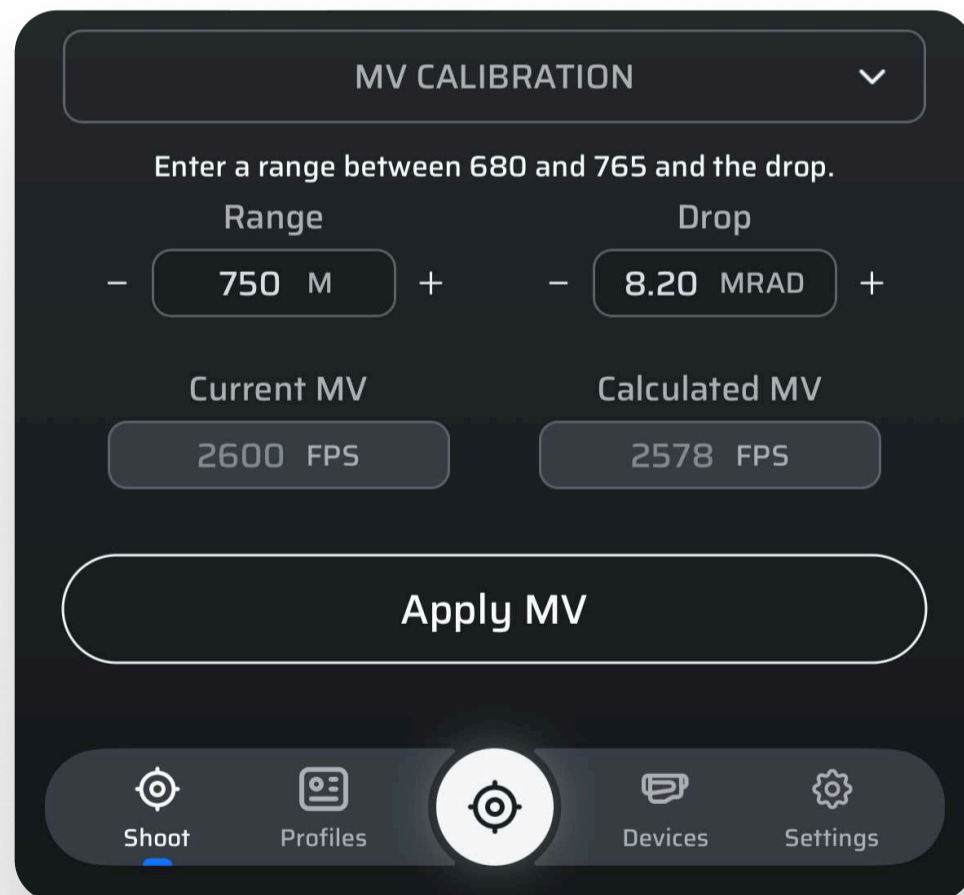 MV CALIBRATION
Enter a range between 680 and 765 and the drop.
Range Drop
− 750 M + − 8.20 MRAD +
Current MV Calculated MV
2600 FPS 2578 FPS
Apply MV
Shoot Profiles Devices Settings